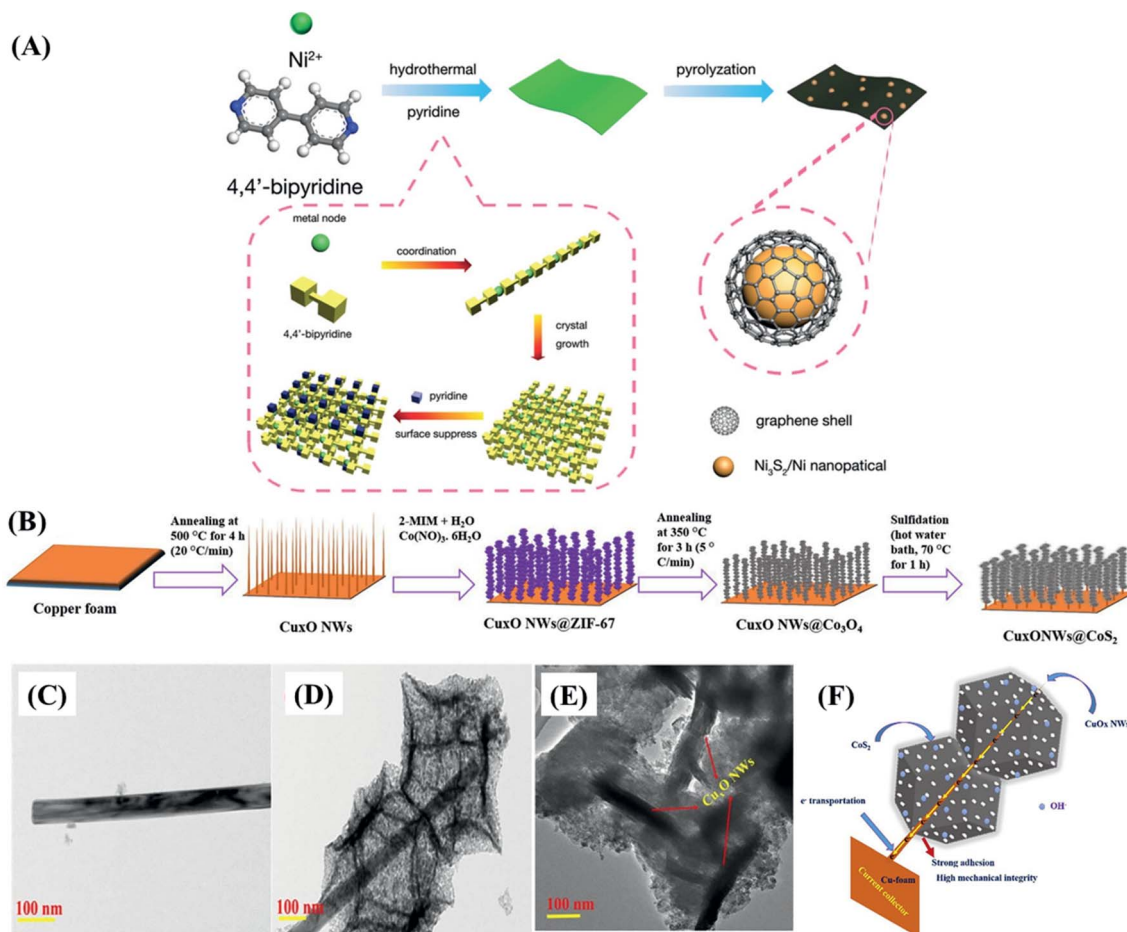 (A)
Ni²⁺
hydrothermal
pyridine
pyrolyzation
4,4'-bipyridine
metal node
coordination
4,4'-bipyridine
crystal
growth
pyridine
surface suppress
graphene shell
Ni₃S₂/Ni nanopatical
(B)
Annealing at
500 °C for 4 h
(20 °C/min)
2-MIM + H₂O
Co(NO)₃. 6H₂O
Annealing
at 350 °C
for 3 h (5 °
C/min)
Sulfidation
(hot water
bath, 70 °C
for 1 h)
Copper foam
CuxO NWs
CuxO NWs@ZIF-67
CuxO NWs@Co₃O₄
CuxONWs@CoS₂
(C)
100 nm
(D)
100 nm
(E)
CuₓO NWs
100 nm
(F)
CuOx NWs
CoS₂
OH⁻
e⁻ transportation
Strong adhesion
High mechanical integrity
Cu-foam
Current collector